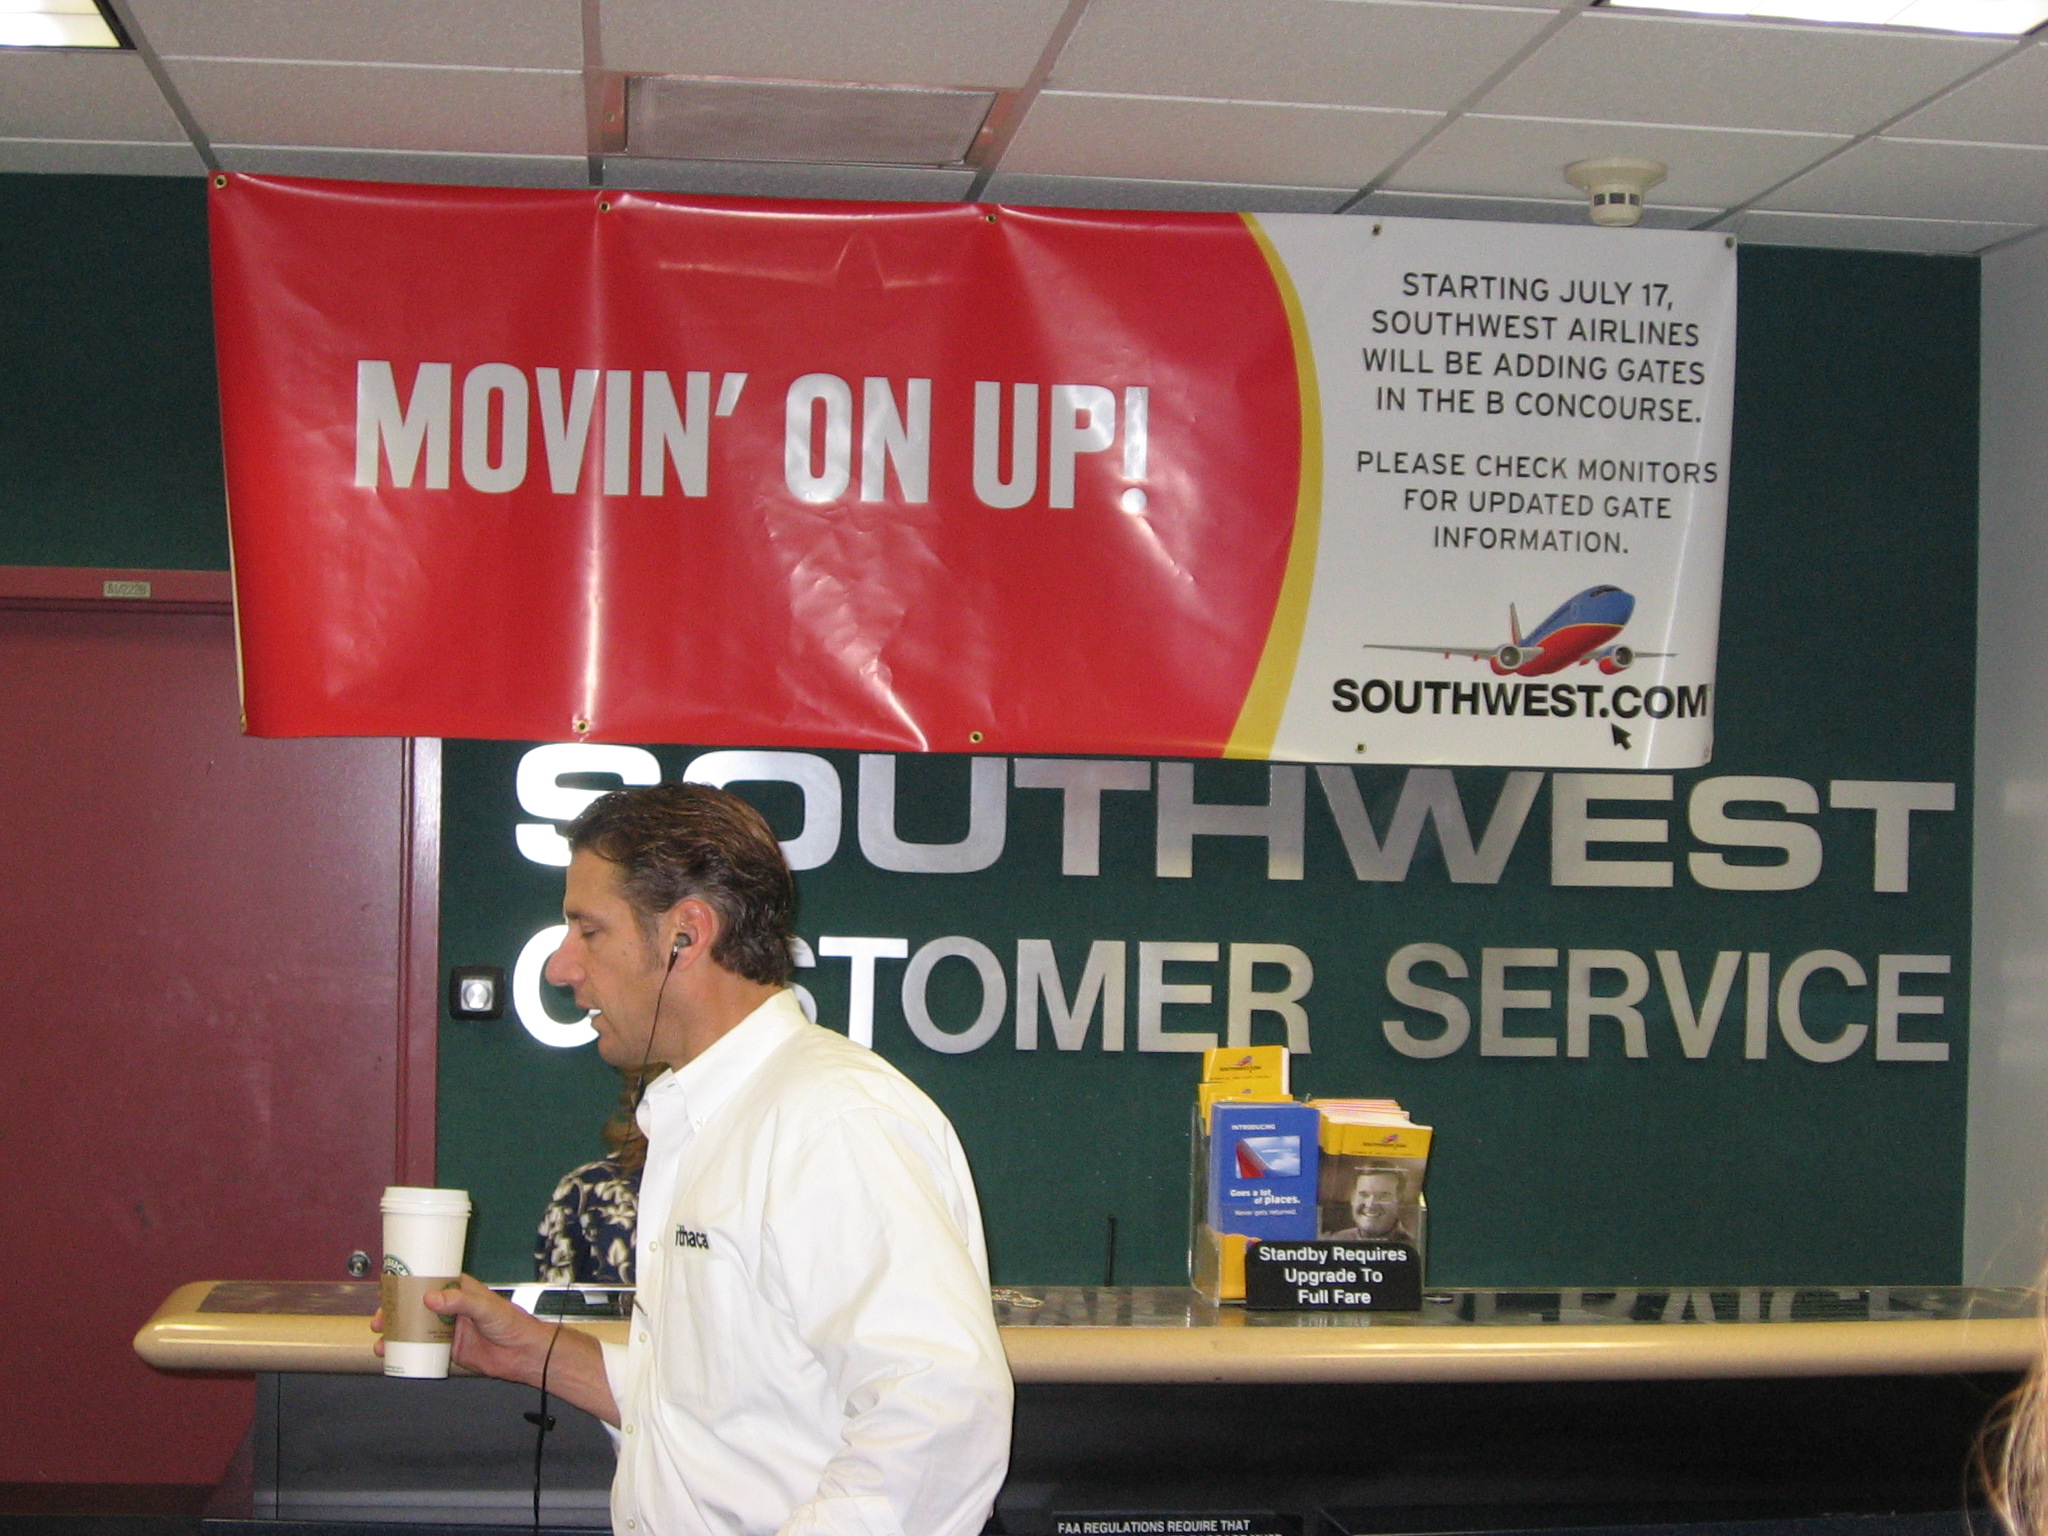 MOVIN' ON UP!
STARTING JULY 17,
SOUTHWEST AIRLINES
WILL BE ADDING GATES
IN THE B CONCOURSE.
PLEASE CHECK MONITORS
FOR UPDATED GATE
INFORMATION.
SOUTHWEST.COM
SOUTHWEST
CUSTOMER SERVICE
ithaca
INTRODUCING
Goes a lot
of places.
Never gets returned.
Standby Requires
Upgrade To
Full Fare
FAA REGULATIONS REQUIRE THAT